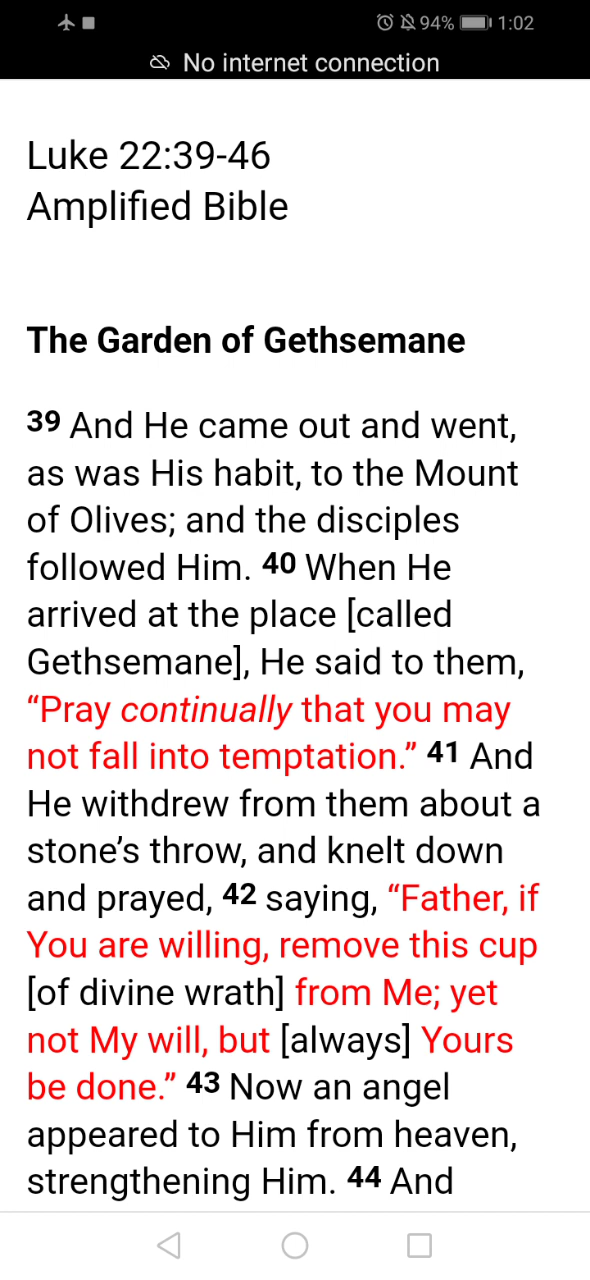 94% 1:02
No internet connection
Luke 22:39-46
Amplified Bible
The Garden of Gethsemane
39 And He came out and went,
as was His habit, to the Mount
of Olives; and the disciples
followed Him. 40 When He
arrived at the place [called
Gethsemane], He said to them,
“Pray continually that you may
not fall into temptation.” 41 And
He withdrew from them about a
stone’s throw, and knelt down
and prayed, 42 saying, “Father, if
You are willing, remove this cup
[of divine wrath] from Me; yet
not My will, but [always] Yours
be done.” 43 Now an angel
appeared to Him from heaven,
strengthening Him. 44 And